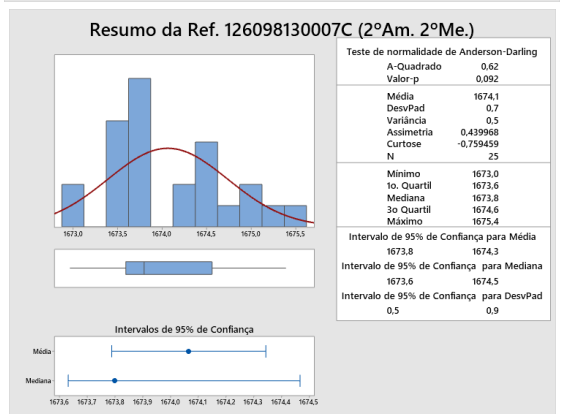 Resumo da Ref. 126098130007C (2ºAm. 2ºMe.)
1673,0 1673,5 1674,0 1674,5 1675,0 1675,5
Intervalos de 95% de Confiança
Média
Mediana
1673,6 1673,7 1673,8 1673,9 1674,0 1674,1 1674,2 1674,3 1674,4 1674,5
Teste de normalidade de Anderson-Darling
A-Quadrado 0,62
Valor-p 0,092
Média 1674,1
DesvPad 0,7
Variância 0,5
Assimetria 0,439968
Curtose -0,759459
N 25
Mínimo 1673,0
1o. Quartil 1673,6
Mediana 1673,8
3o Quartil 1674,6
Máximo 1675,4
Intervalo de 95% de Confiança para Média
1673,8 1674,3
Intervalo de 95% de Confiança para Mediana
1673,6 1674,5
Intervalo de 95% de Confiança para DesvPad
0,5 0,9